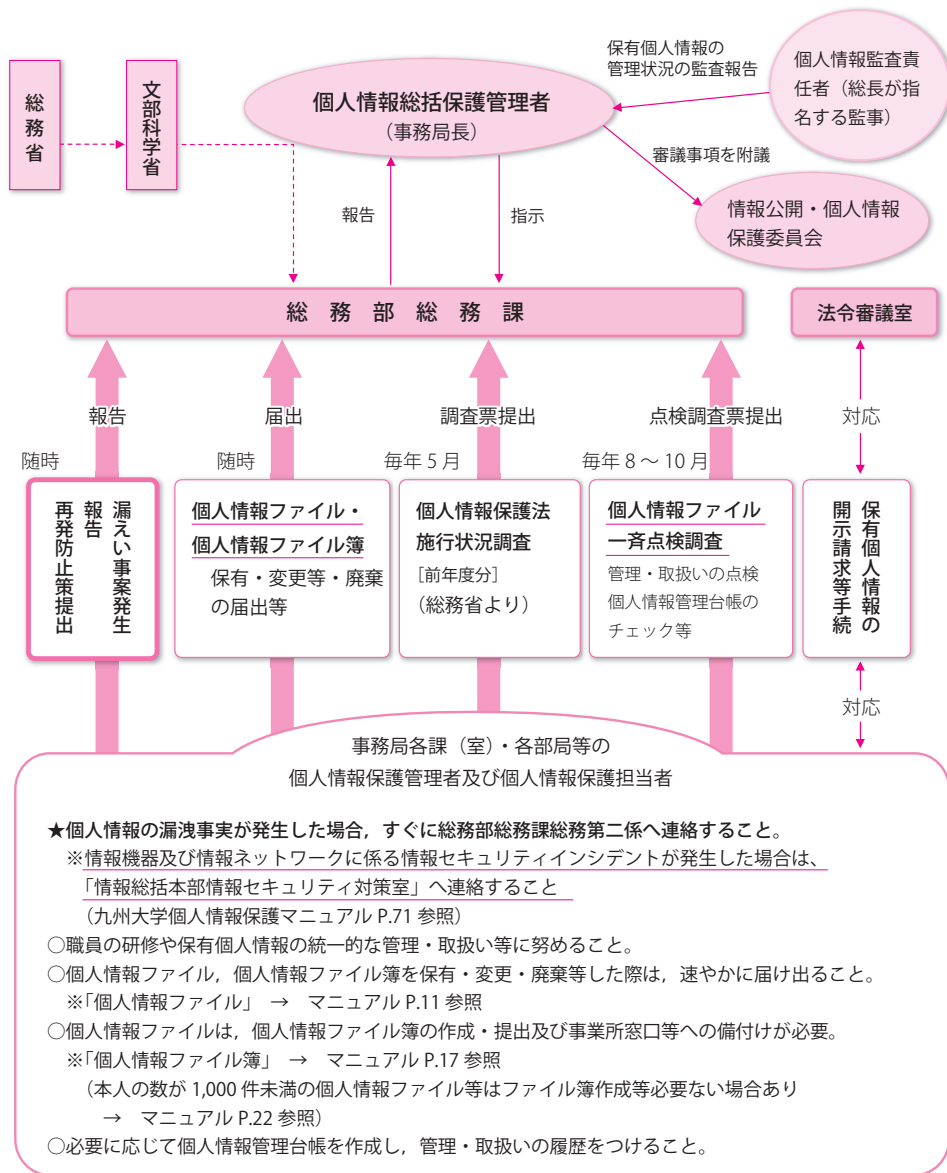 総務省
文部科学省
個人情報総括保護管理者
（事務局長）
保有個人情報の
管理状況の監査報告
個人情報監査責
任者（総長が指
名する監事）
審議事項を附議
情報公開・個人情報
保護委員会
報告
指示
総務部総務課
法令審議室
報告
届出
調査票提出
点検調査票提出
対応
随時
随時
毎年 5 月
毎年 8 ～ 10 月
漏えい事案発生
報告
再発防止策提出
個人情報ファイル・
個人情報ファイル簿
保有・変更等・廃棄
の届出等
個人情報保護法
施行状況調査
［前年度分］
（総務省より）
個人情報ファイル
一斉点検調査
管理・取扱いの点検
個人情報管理台帳の
チェック等
保有個人情報の
開示請求等手続
対応
事務局各課（室）・各部局等の
個人情報保護管理者及び個人情報保護担当者
★個人情報の漏洩事実が発生した場合，すぐに総務部総務課総務第二係へ連絡すること。
※情報機器及び情報ネットワークに係る情報セキュリティインシデントが発生した場合は、
「情報総括本部情報セキュリティ対策室」へ連絡すること
（九州大学個人情報保護マニュアル P.71 参照）
○職員の研修や保有個人情報の統一的な管理・取扱い等に努めること。
○個人情報ファイル，個人情報ファイル簿を保有・変更・廃棄等した際は，速やかに届け出ること。
※「個人情報ファイル」 → マニュアル P.11 参照
○個人情報ファイルは，個人情報ファイル簿の作成・提出及び事業所窓口等への備付けが必要。
※「個人情報ファイル簿」 → マニュアル P.17 参照
（本人の数が 1,000 件未満の個人情報ファイル等はファイル簿作成等必要ない場合あり
→ マニュアル P.22 参照）
○必要に応じて個人情報管理台帳を作成し，管理・取扱いの履歴をつけること。